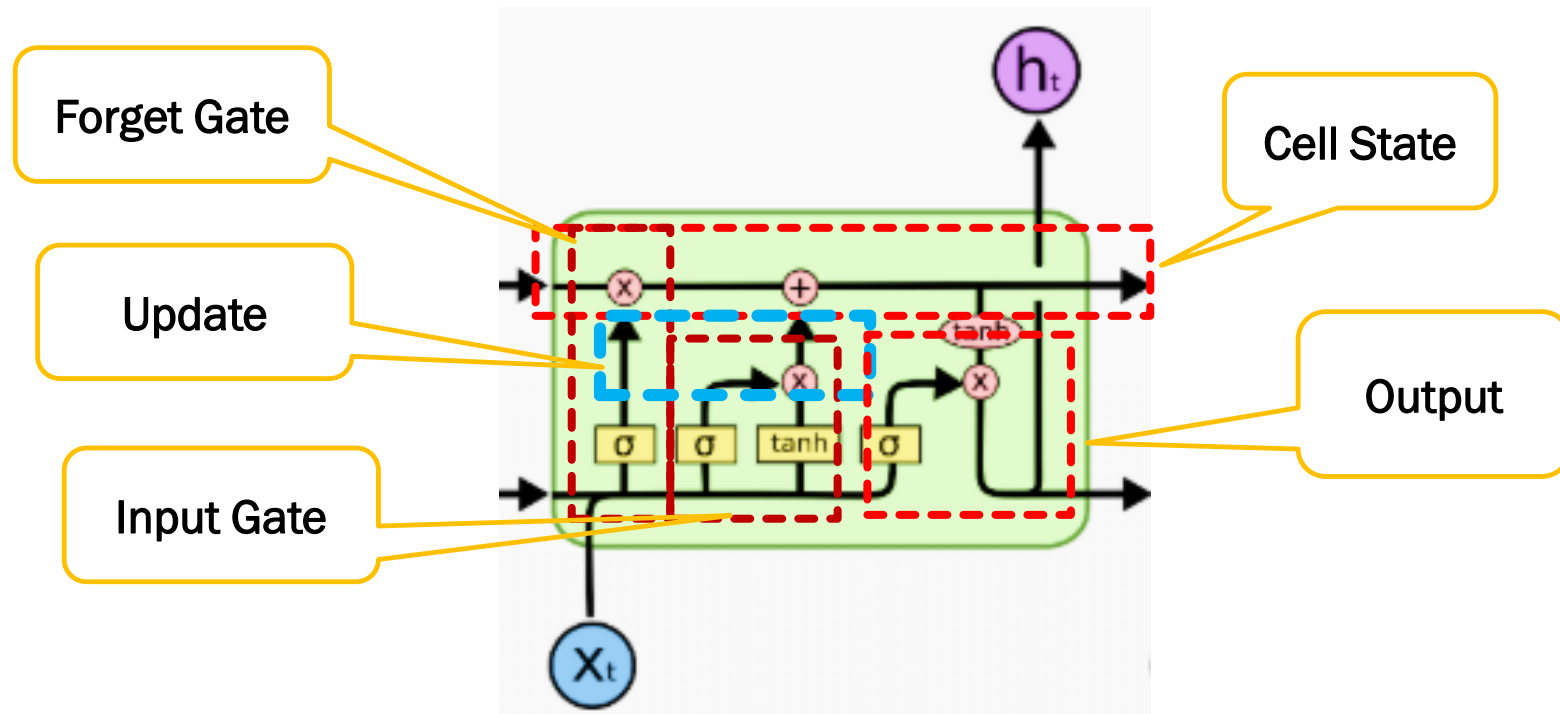 ht
Forget Gate
Cell State
Update
x
+
tanh
Output
x
x
σ
σ
tanh
σ
Input Gate
xt